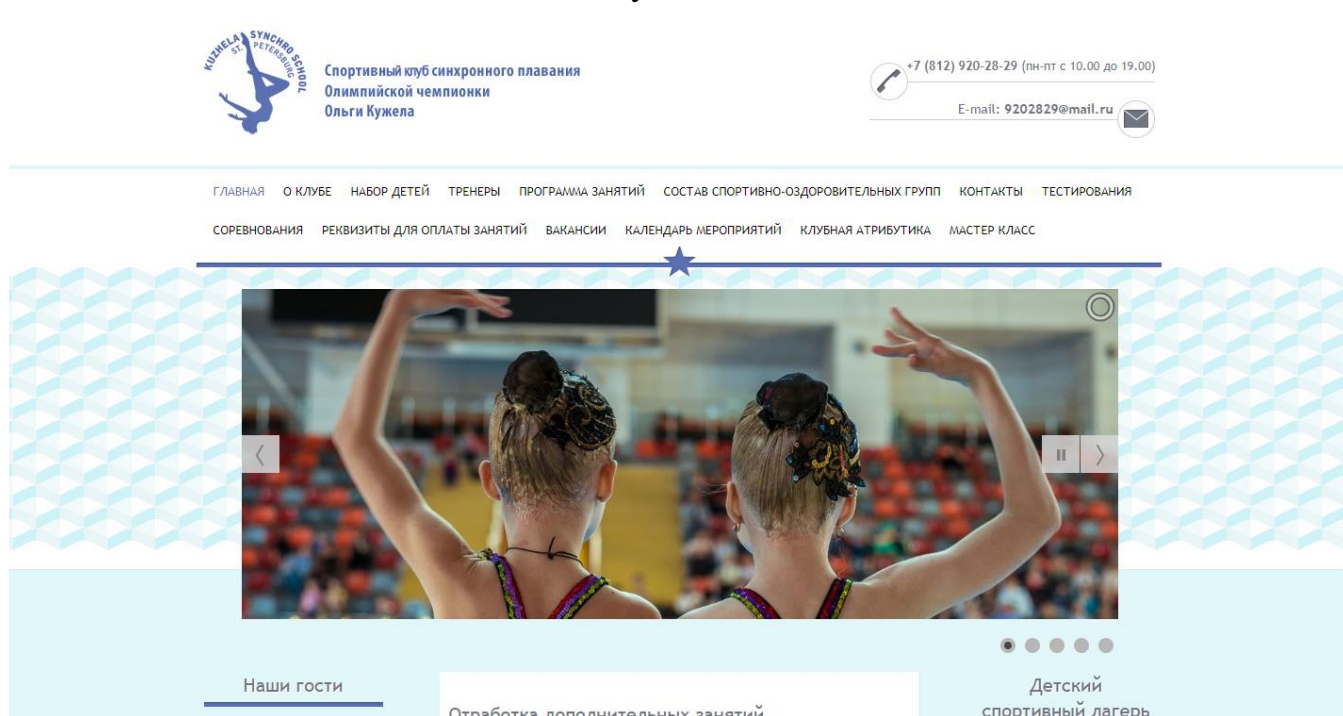 KUZHELA SYNCHRO SCHOOL
ST. PETERSBURG
Спортивный клуб синхронного плавания
Олимпийской чемпионки
Ольги Кужела
+7 (812) 920-28-29 (пн-пт с 10.00 до 19.00)
E-mail: 9202829@mail.ru
ГЛАВНАЯ О КЛУБЕ НАБОР ДЕТЕЙ ТРЕНЕРЫ ПРОГРАММА ЗАНЯТИЙ СОСТАВ СПОРТИВНО-ОЗДОРОВИТЕЛЬНЫХ ГРУПП КОНТАКТЫ ТЕСТИРОВАНИЯ
СОРЕВНОВАНИЯ РЕКВИЗИТЫ ДЛЯ ОПЛАТЫ ЗАНЯТИЙ ВАКАНСИИ КАЛЕНДАРЬ МЕРОПРИЯТИЙ КЛУБНАЯ АТРИБУТИКА МАСТЕР КЛАСС
Наши гости
Отработка дополнительных занятий
Детский
спортивный лагерь